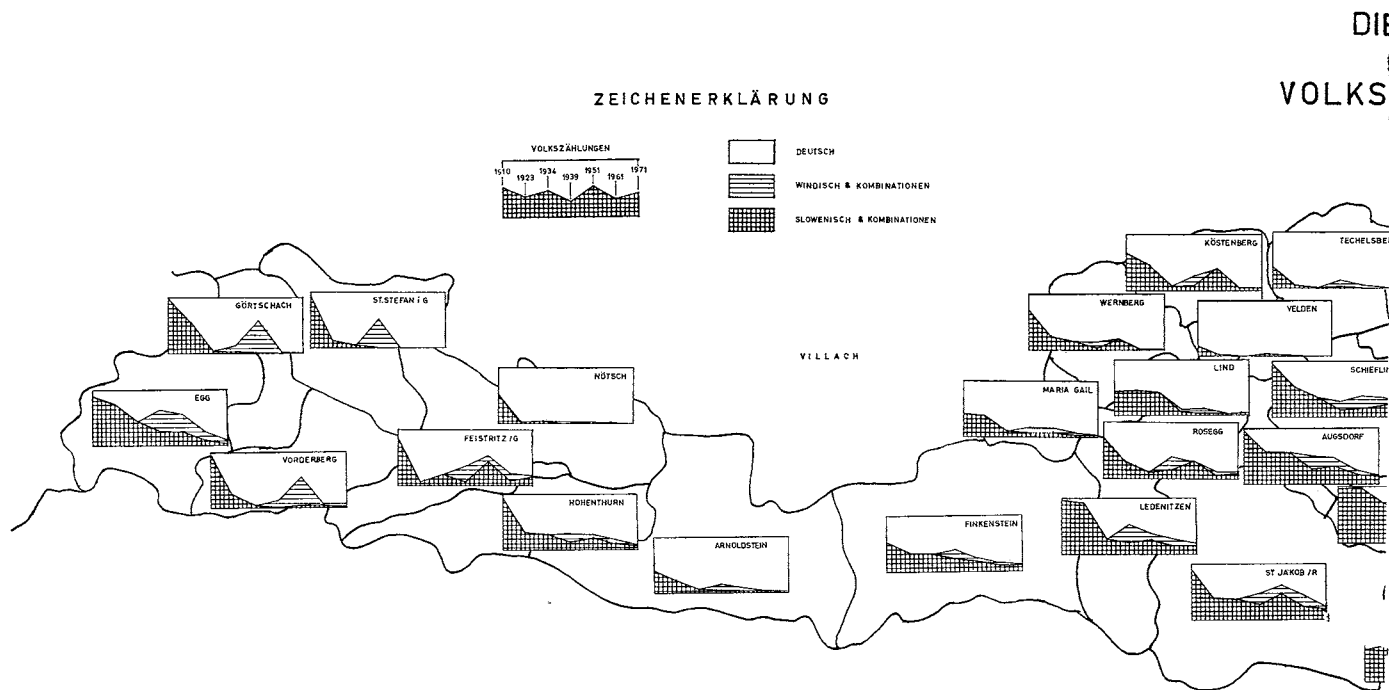 DIE
VOLKS
ZEICHENERKLÄRUNG
VOLKSZÄHLUNGEN
1910 1923 1934 1939 1951 1961 1971
DEUTSCH
WINDISCH & KOMBINATIONEN
SLOWENISCH & KOMBINATIONEN
KÖSTENBERG
TECHELSBE
GÖRTSCHACH
ST.STEFAN i G
WERNBERG
VELDEN
VILLACH
NÖTSCH
LIND
SCHIEFLIN
EGG
MARIA GAIL
FEISTRITZ/G
ROSEGG
AUGSDORF
VORDERBERG
HOHENTHURN
LEDENITZEN
FINKENSTEIN
ARNOLDSTEIN
ST JAKOB /R